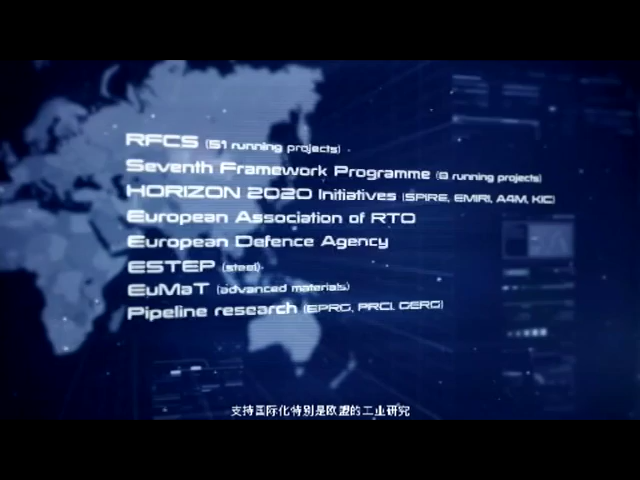 RFCS (51 running projects)
Seventh Framework Programme (8 running projects)
HORIZON 2020 Initiatives (SPIRE, EMIRI, A4M, KIC)
European Association of RTO
European Defence Agency
ESTEP (steel)
EuMaT (advanced materials)
Pipeline research (EPRG, PRCI, GERG)
支持国际化特别是欧盟的工业研究